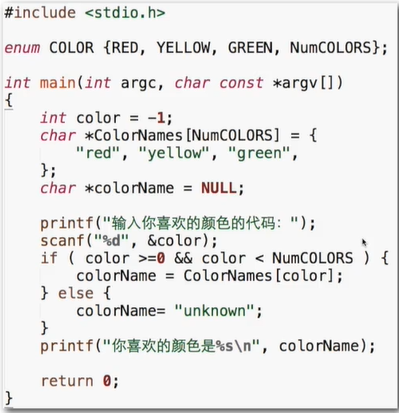 #include <stdio.h>
enum COLOR {RED, YELLOW, GREEN, NumCOLORS};
int main(int argc, char const *argv[])
{
    int color = -1;
    char *ColorNames[NumCOLORS] = {
        "red", "yellow", "green",
    };
    char *colorName = NULL;
    printf("输入你喜欢的颜色的代码：");
    scanf("%d", &color);
    if ( color >=0 && color < NumCOLORS ) {
        colorName = ColorNames[color];
    } else {
        colorName= "unknown";
    }
    printf("你喜欢的颜色是%s\n", colorName);
    return 0;
}